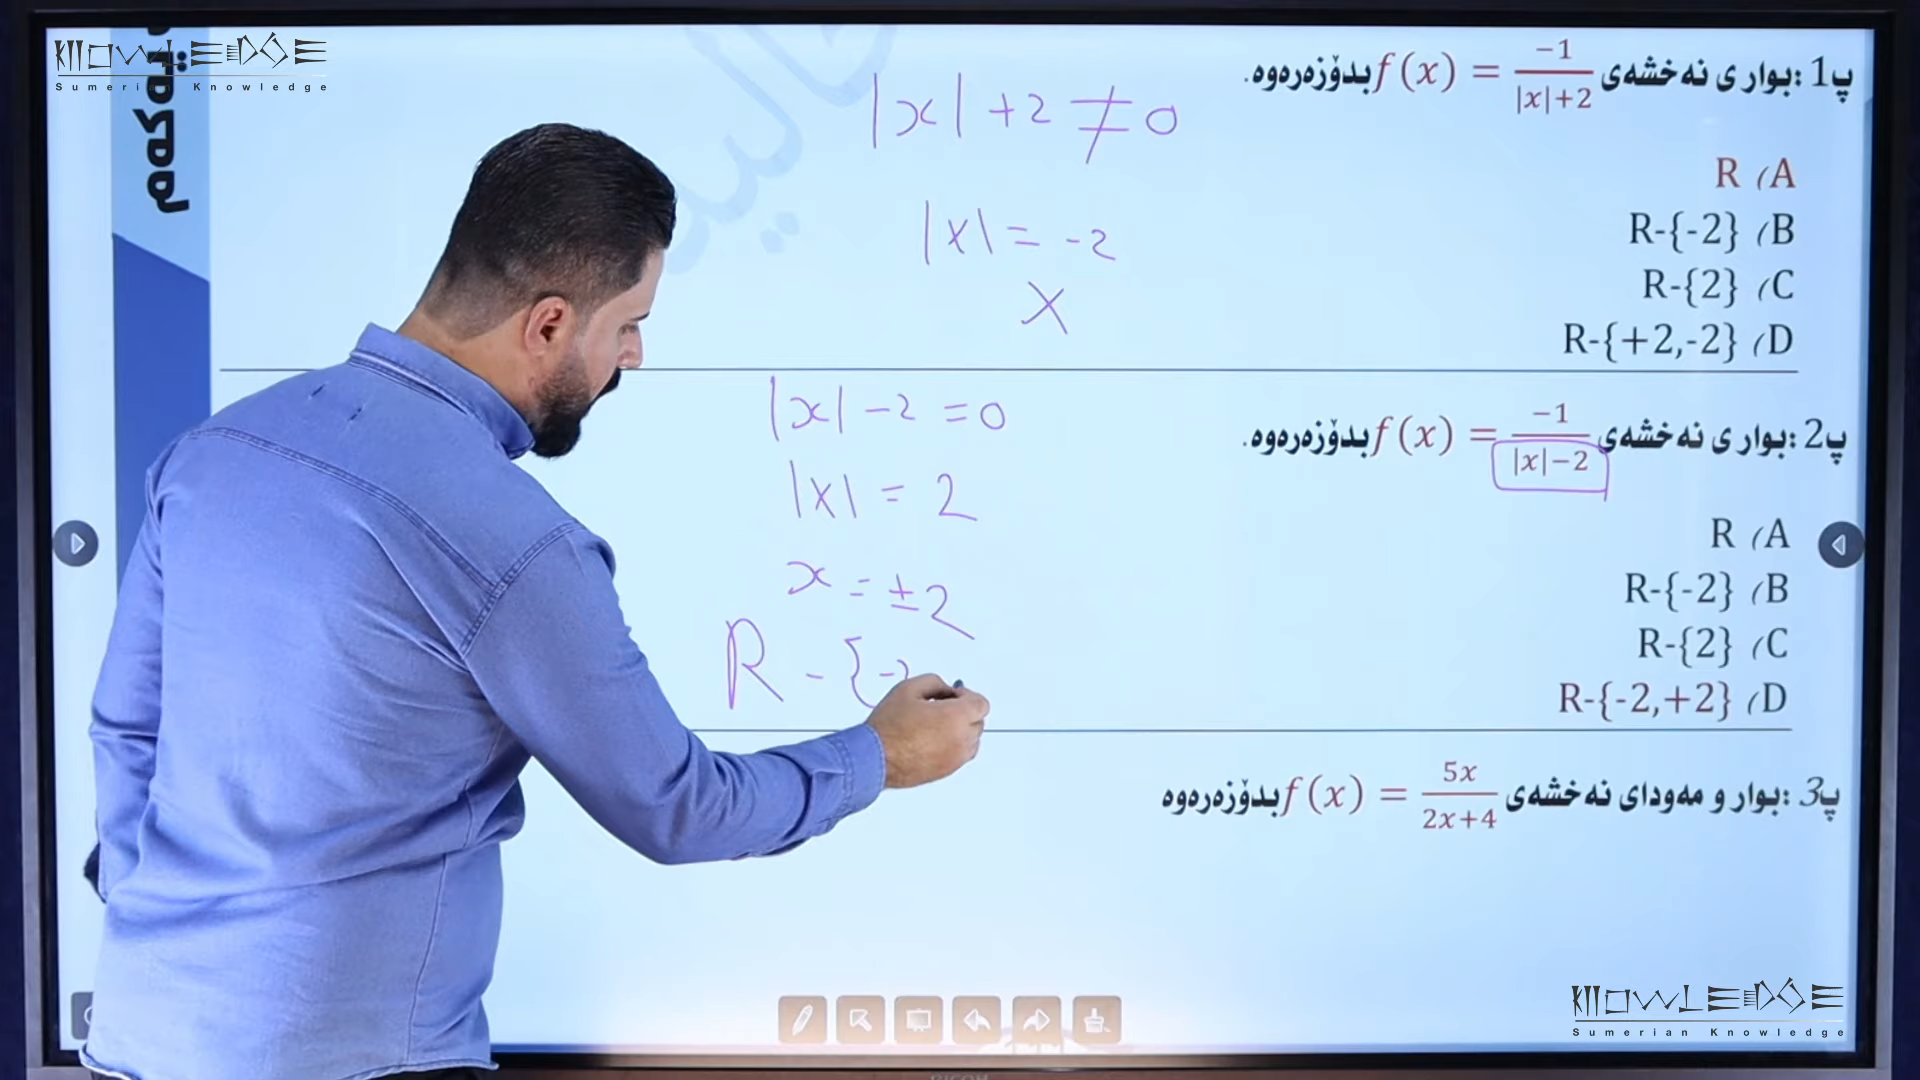 KNOWLEDGE
Sumerian Knowledge
پ1 :بواری نەخشەی f(x) = -1/(|x|+2) بدۆزەرەوە.
A) R
B) R-{-2}
C) R-{2}
D) R-{+2,-2}
|x| + 2 ≠ 0
|x| = -2
X
پ2 :بواری نەخشەی f(x) = -1/(|x|-2) بدۆزەرەوە.
A) R
B) R-{-2}
C) R-{2}
D) R-{-2,+2}
|x| - 2 = 0
|x| = 2
x = ±2
R - {-2
پ3 :بوار و مەودای نەخشەی f(x) = 5x/(2x+4) بدۆزەرەوە
KNOWLEDGE
Sumerian Knowledge